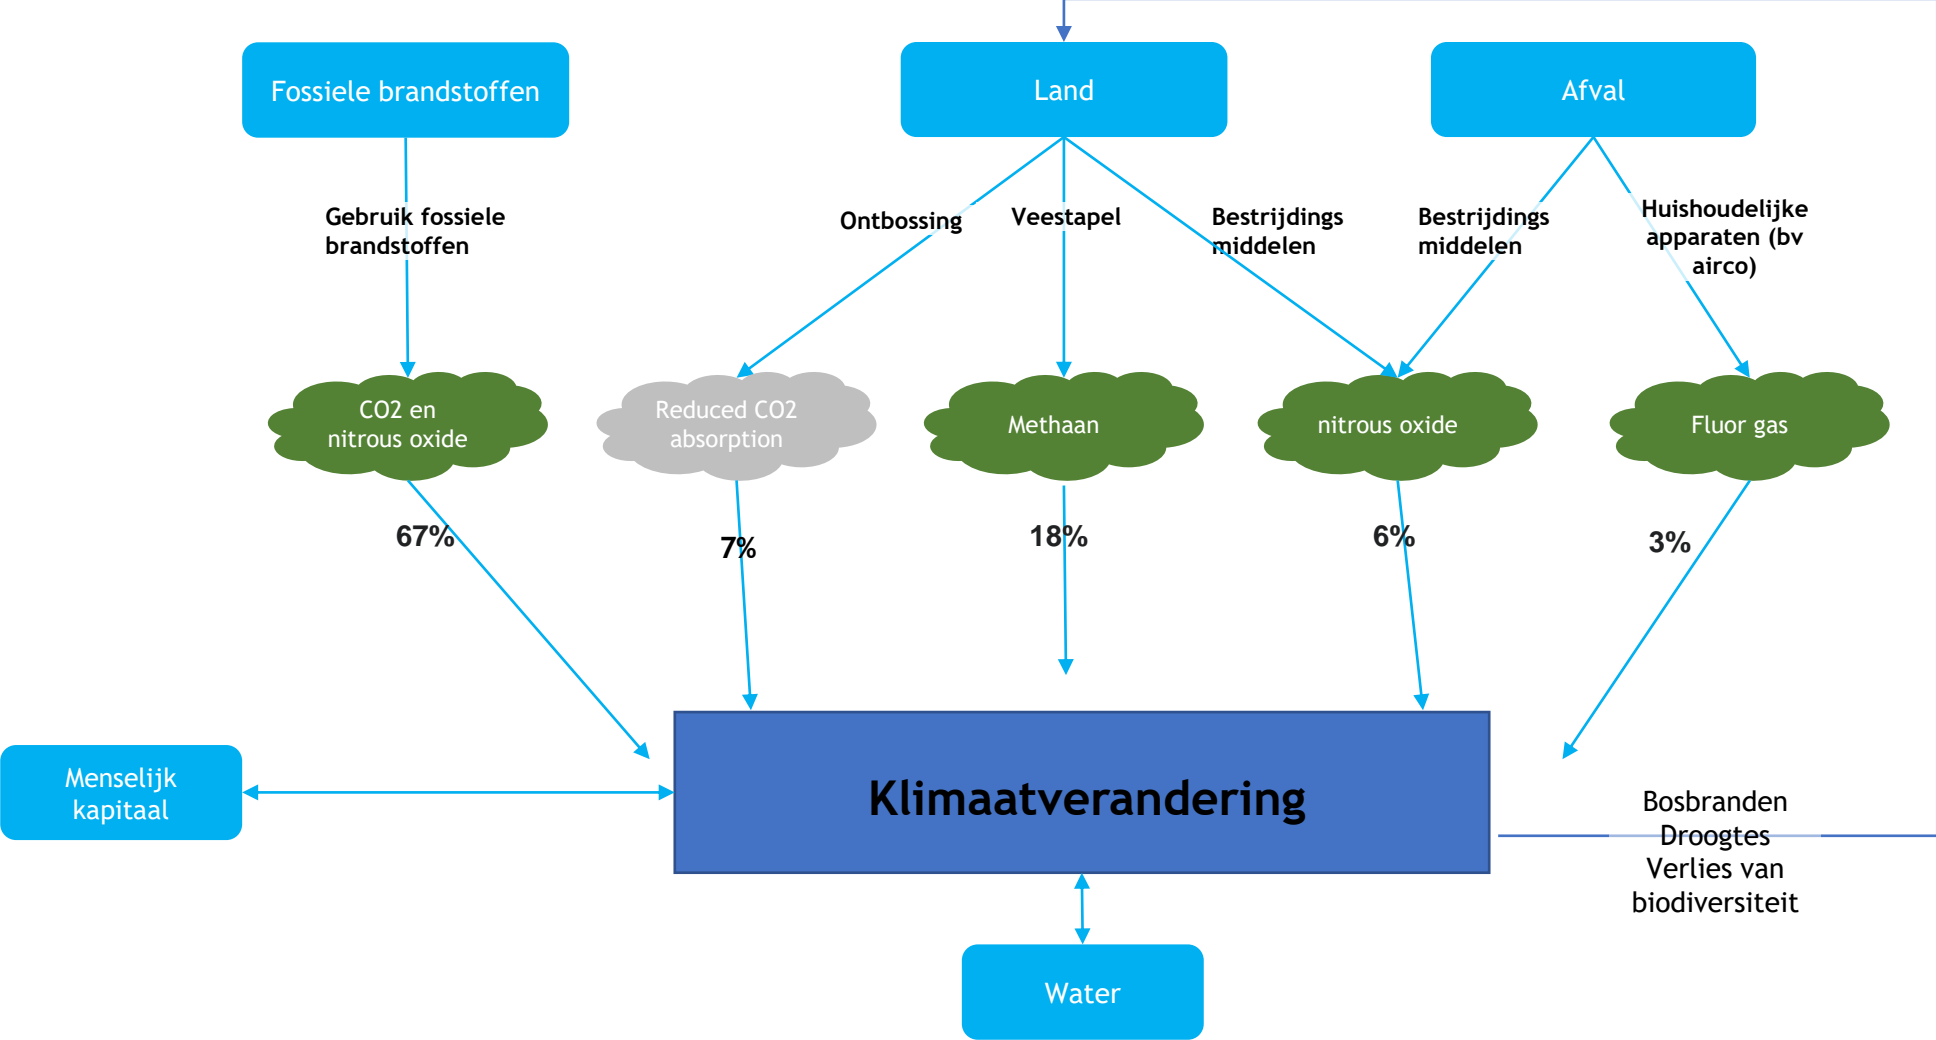 Fossiele brandstoffen
Land
Afval
Gebruik fossiele
brandstoffen
Ontbossing
Veestapel
Bestrijdings
middelen
Bestrijdings
middelen
Huishoudelijke
apparaten (bv
airco)
CO2 en
nitrous oxide
Reduced CO2
absorption
Methaan
nitrous oxide
Fluor gas
67%
7%
18%
6%
3%
Menselijk
kapitaal
Klimaatverandering
Bosbranden
Droogtes
Verlies van
biodiversiteit
Water